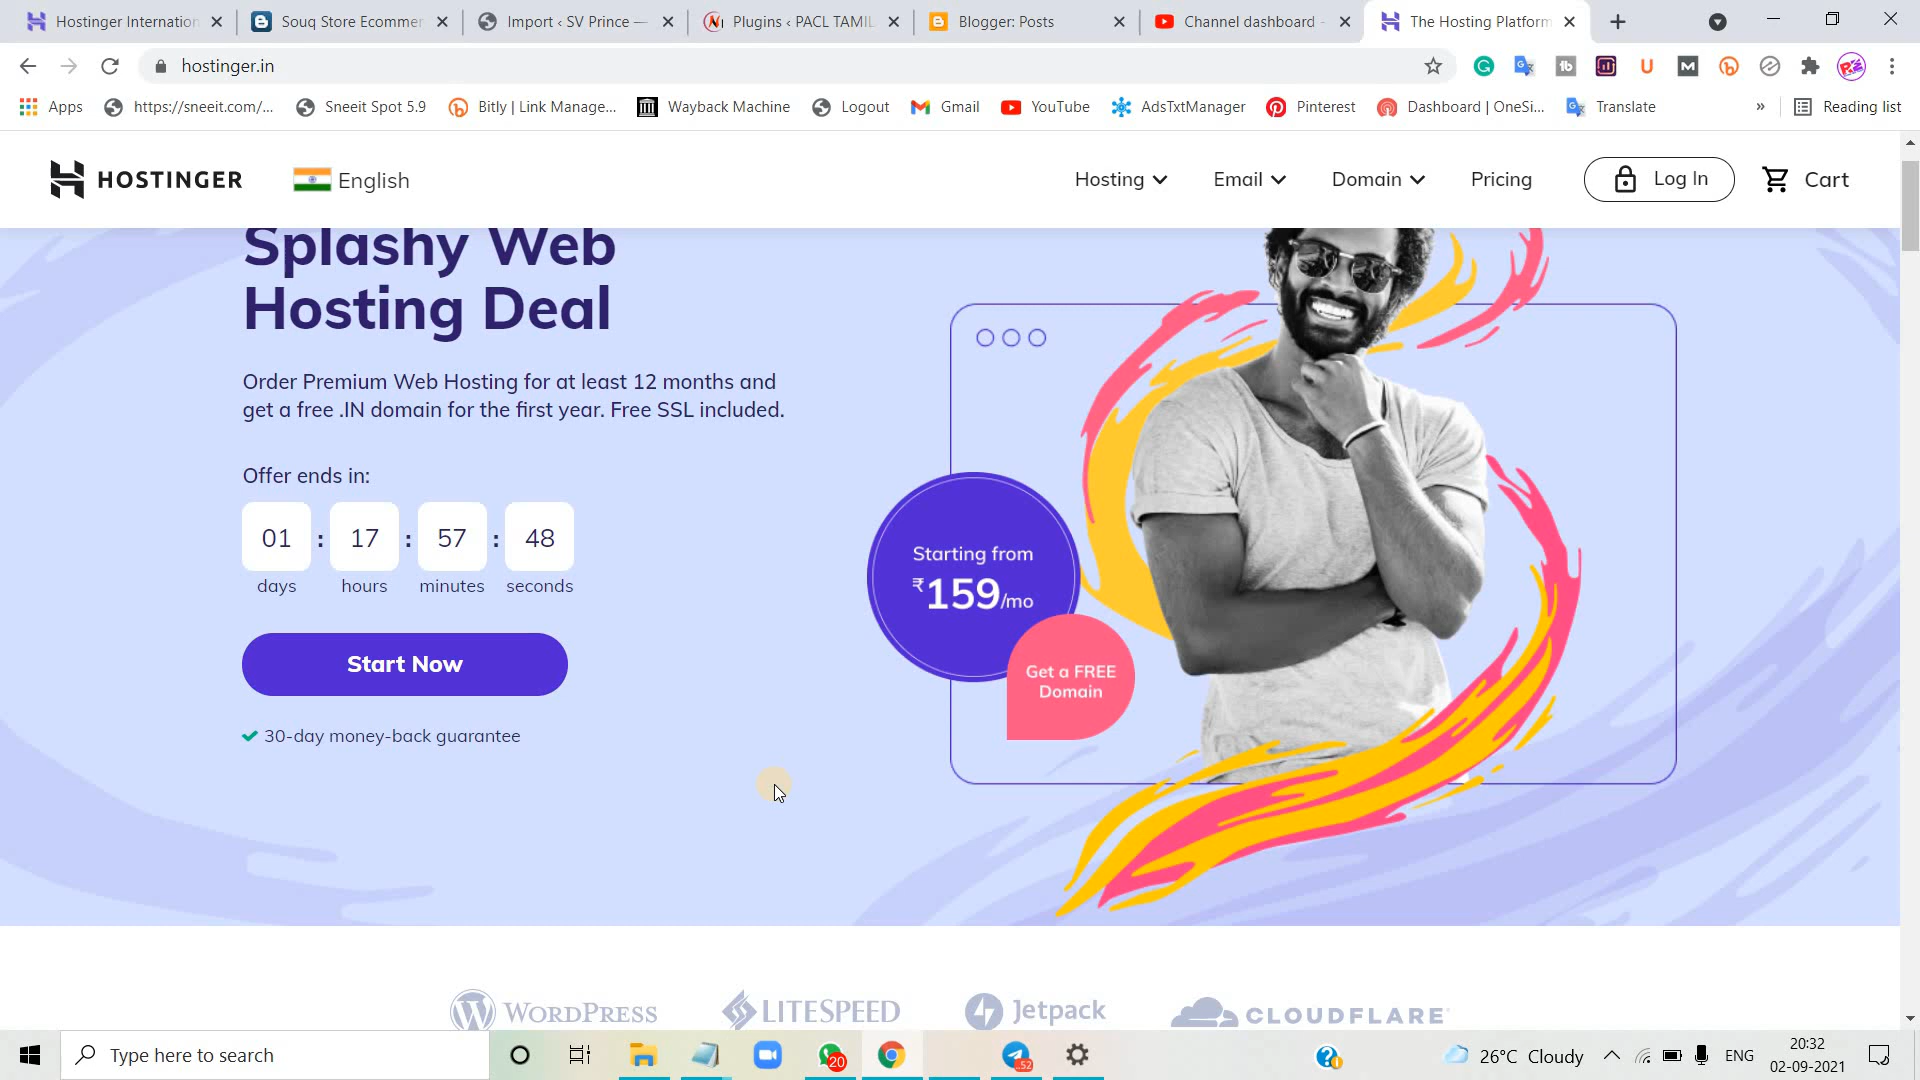 Hostinger Internation
Souq Store Ecommer
Import ‹ SV Prince —
Plugins ‹ PACL TAMIL
Blogger: Posts
Channel dashboard -
The Hosting Platform
hostinger.in
Apps
https://sneeit.com/...
Sneeit Spot 5.9
Bitly | Link Manage...
Wayback Machine
Logout
Gmail
YouTube
AdsTxtManager
Pinterest
Dashboard | OneSi...
Translate
»
Reading list
HOSTINGER
English
Hosting
Email
Domain
Pricing
Log In
Cart
Splashy Web
Hosting Deal
Order Premium Web Hosting for at least 12 months and
get a free .IN domain for the first year. Free SSL included.
Offer ends in:
01 : 17 : 57 : 48
days hours minutes seconds
Start Now
30-day money-back guarantee
Starting from
₹159/mo
Get a FREE
Domain
WORDPRESS
LITESPEED
Jetpack
CLOUDFLARE
Type here to search
20
52
26°C Cloudy
ENG
20:32
02-09-2021